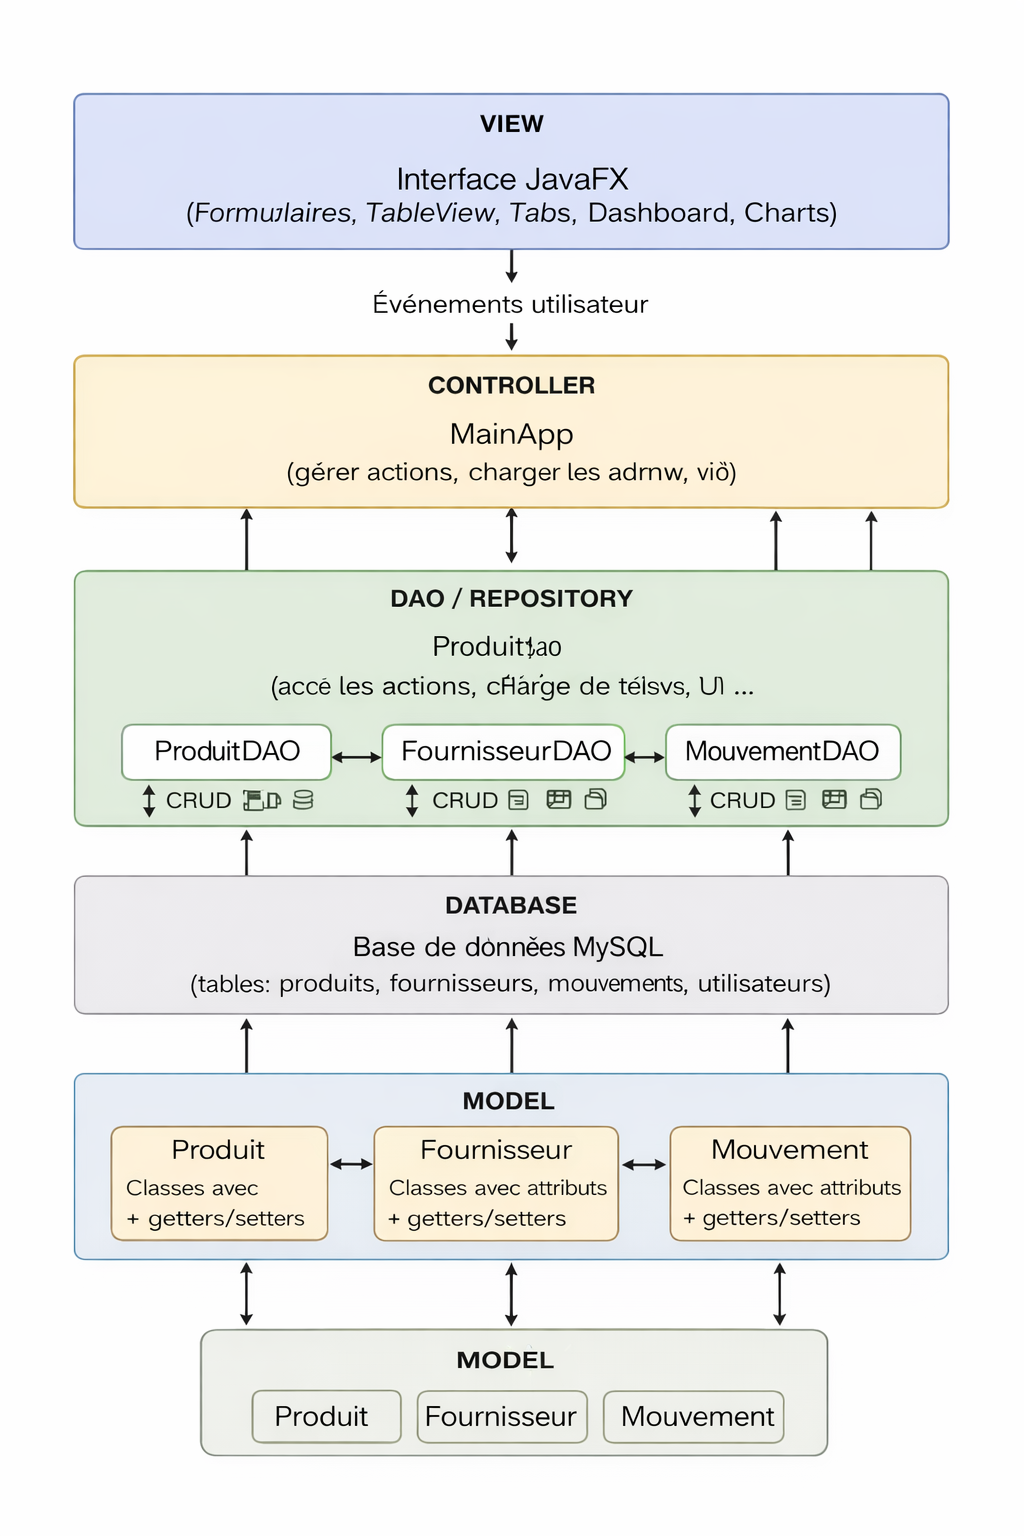 VIEW
Interface JavaFX
TableView, Tabs, Dashboard, Charts)
Événements utilisateur
CONTROLLER
MainApp
(gérer actions, charger les
DAO / REPOSITORY
les actions, de
ProduitDAO FournisseurDAO MouvementDAO
CRUD CRUD CRUD
DATABASE
Base de données MySQL
(tables: produits, fournisseurs, mouvements, utilisateurs)
MODEL
Produit Fournisseur Mouvement
Classes avec Classes avec attributs Classes avec attributs
+ getters/setters + getters/setters + getters/setters
MODEL
Produit Fournisseur Mouvement